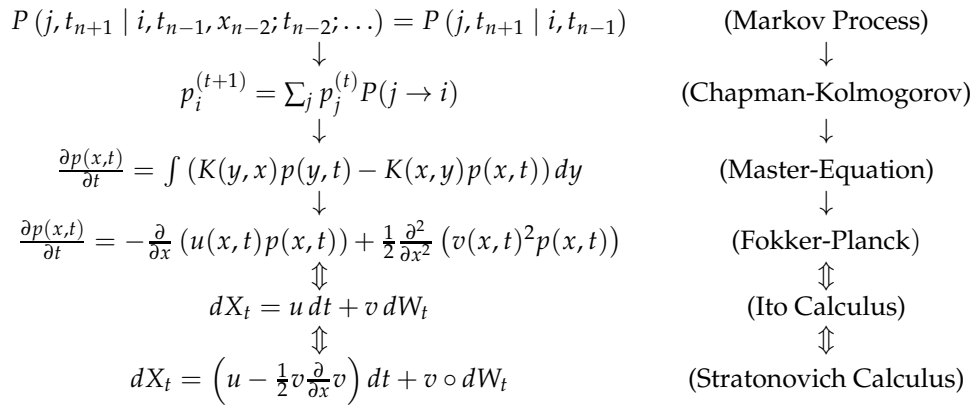 P (j, t_{n+1} | i, t_{n−1}, x_{n−2}; t_{n−2}; …) = P (j, t_{n+1} | i, t_{n−1}) (Markov Process)
↓ ↓
p_i^{(t+1)} = ∑_j p_j^{(t)} P(j → i) (Chapman-Kolmogorov)
↓ ↓
∂p(x,t)/∂t = ∫ (K(y, x)p(y, t) − K(x, y)p(x, t)) dy (Master-Equation)
↓ ↓
∂p(x,t)/∂t = −∂/∂x (u(x, t)p(x, t)) + 1/2 ∂²/∂x² (v(x, t)²p(x, t)) (Fokker-Planck)
⇕ ⇕
dX_t = u dt + v dW_t (Ito Calculus)
⇕ ⇕
dX_t = (u − 1/2 v ∂/∂x v) dt + v ∘ dW_t (Stratonovich Calculus)